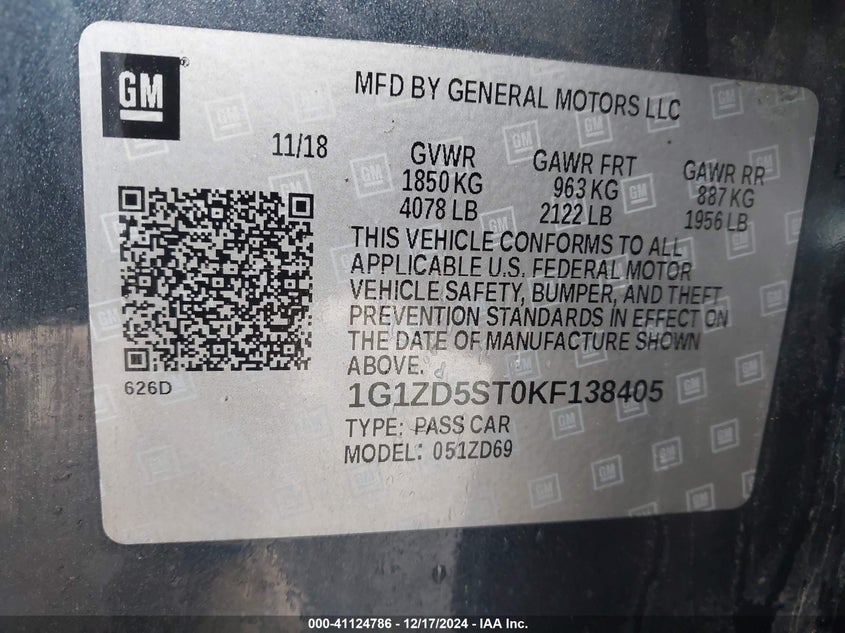 GM
MFD BY GENERAL MOTORS LLC
11/18
GVWR
1850 KG
4078 LB
GAWR FRT
963 KG
2122 LB
GAWR RR
887 KG
1956 LB
THIS VEHICLE CONFORMS TO ALL
APPLICABLE U.S. FEDERAL MOTOR
VEHICLE SAFETY, BUMPER, AND THEFT
PREVENTION STANDARDS IN EFFECT ON
THE DATE OF MANUFACTURE SHOWN
ABOVE.
626D
1G1ZD5ST0KF138405
TYPE: PASS CAR
MODEL: 051ZD69
000-41124786 - 12/17/2024 - IAA Inc.